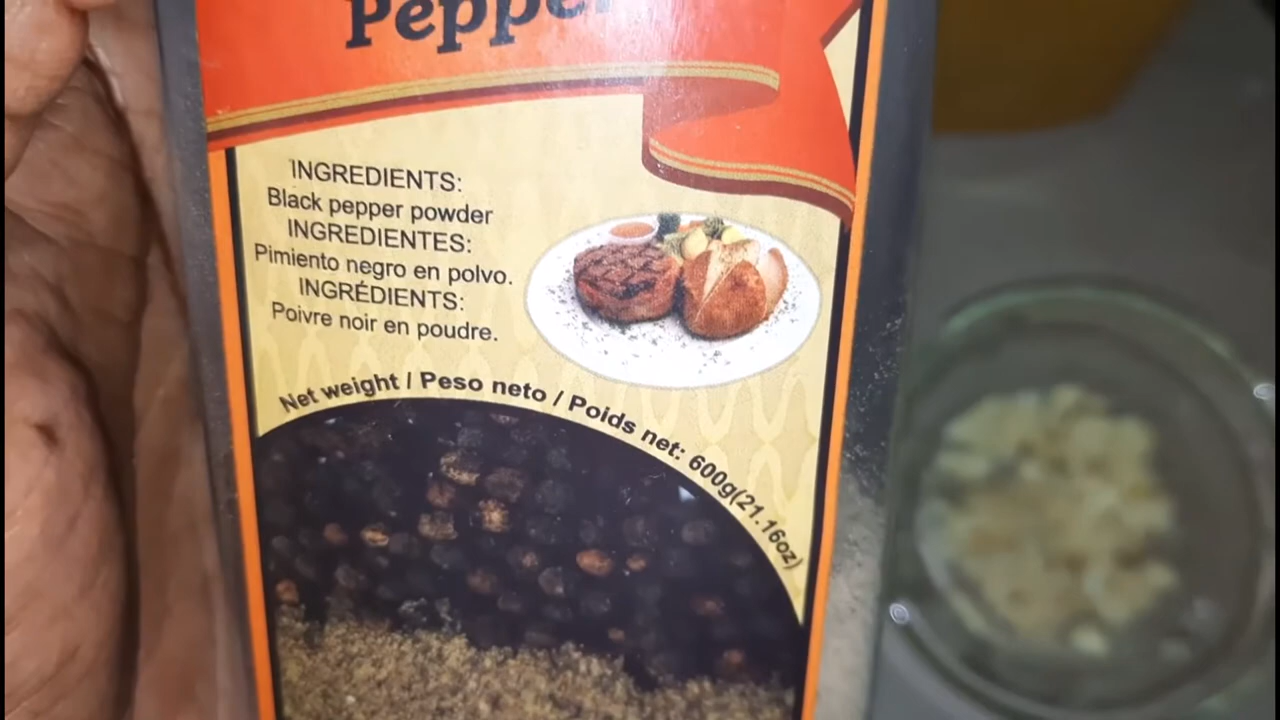 Pepper
INGREDIENTS:
Black pepper powder
INGREDIENTES:
Pimiento negro en polvo.
INGRÉDIENTS:
Poivre noir en poudre.
Net weight / Peso neto / Poids net: 600g(21.16oz)